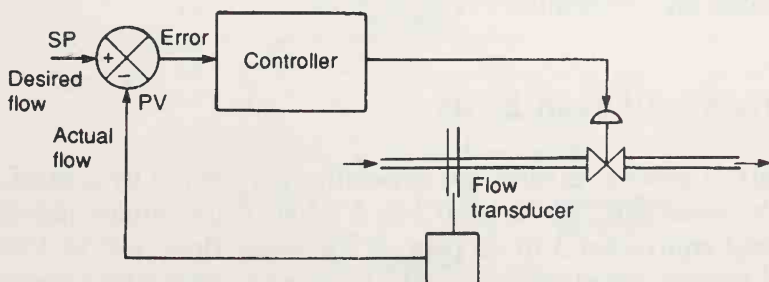 SP
Error
Controller
+
−
Desired
flow
PV
Actual
flow
Flow
transducer